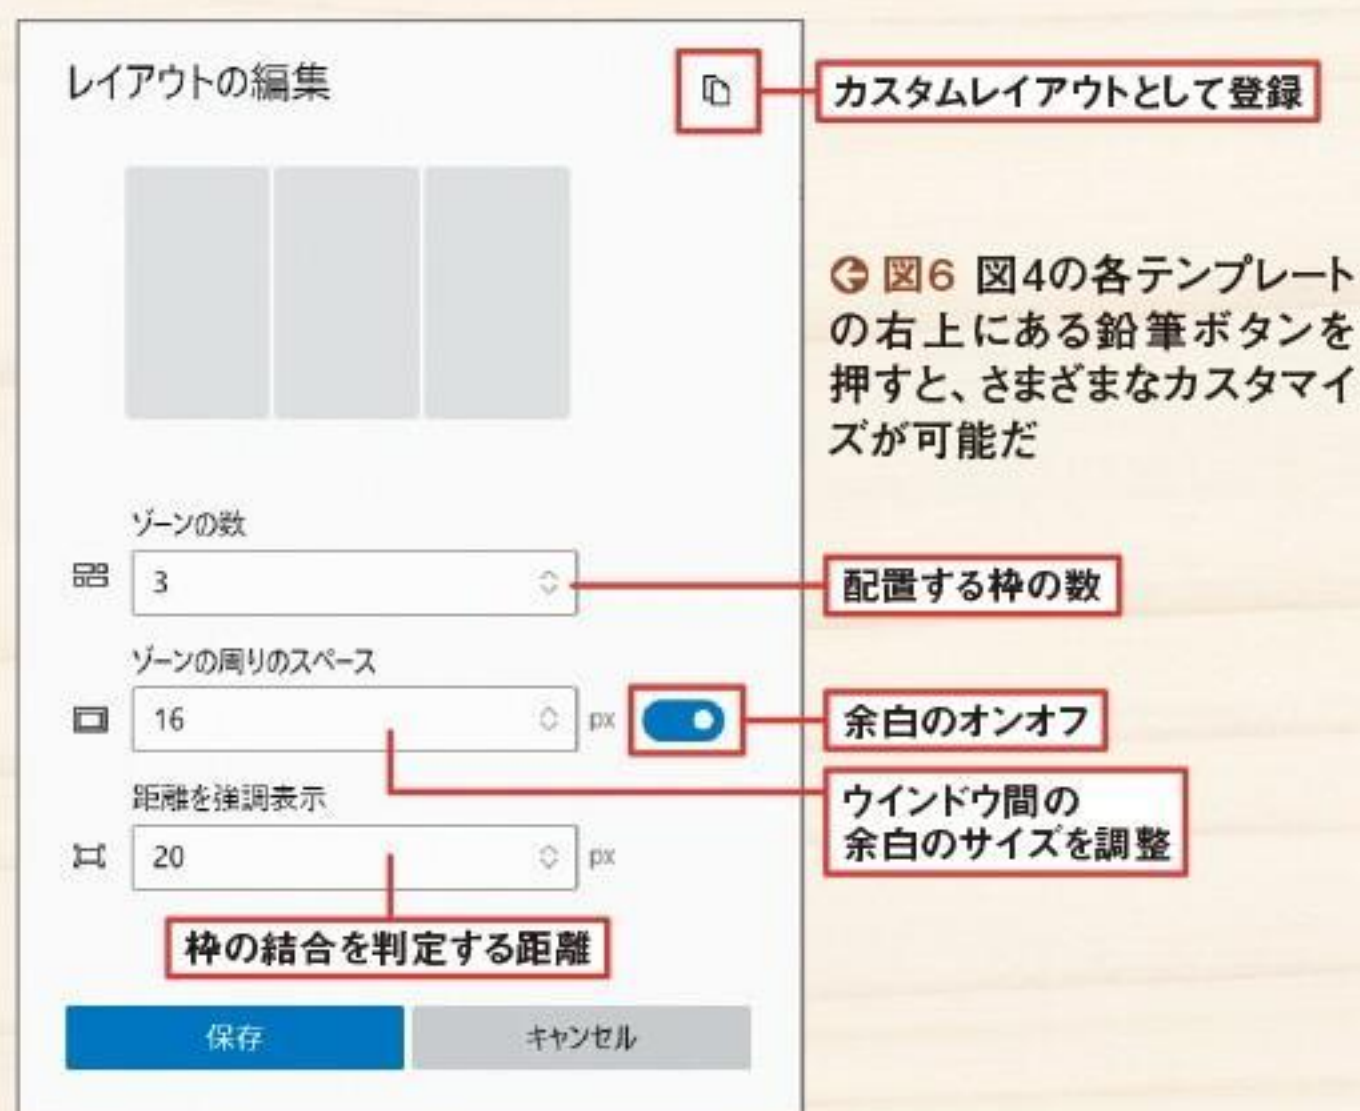 レイアウトの編集
カスタムレイアウトとして登録
図6 図4の各テンプレート
の右上にある鉛筆ボタンを
押すと、さまざまなカスタマイ
ズが可能だ
ゾーンの数
3
配置する枠の数
ゾーンの周りのスペース
16 px
余白のオンオフ
ウインドウ間の
余白のサイズを調整
距離を強調表示
20 px
枠の結合を判定する距離
保存
キャンセル